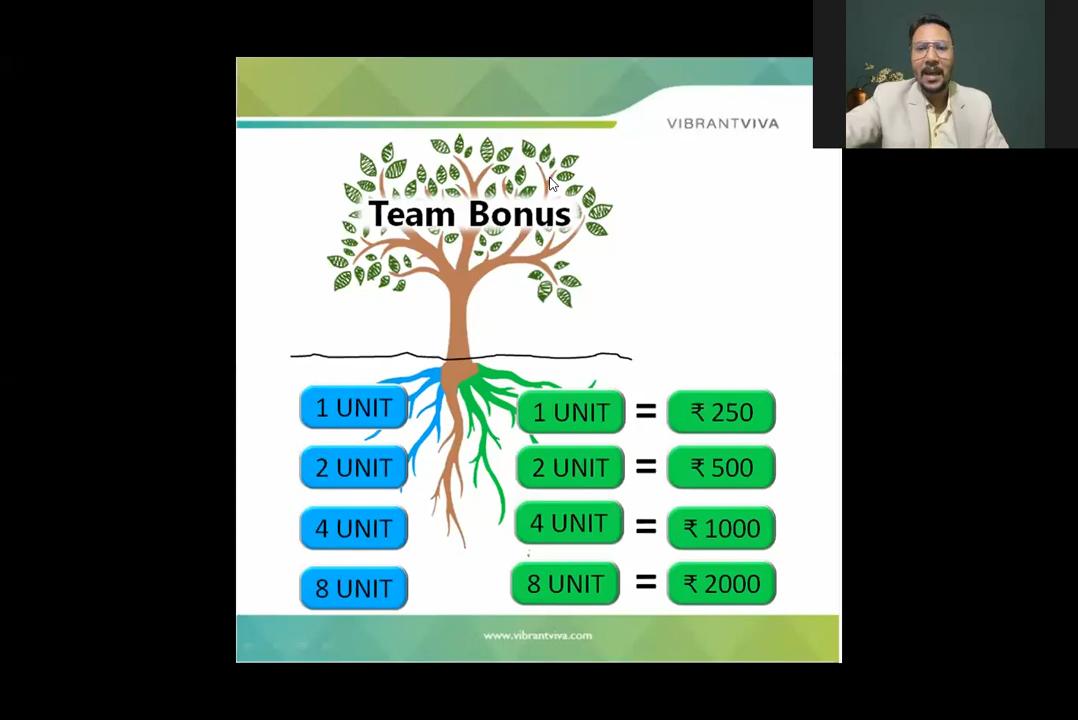 VIBRANTVIVA
Team Bonus
1 UNIT 1 UNIT = ₹ 250
2 UNIT 2 UNIT = ₹ 500
4 UNIT 4 UNIT = ₹ 1000
8 UNIT 8 UNIT = ₹ 2000
www.vibrantviva.com